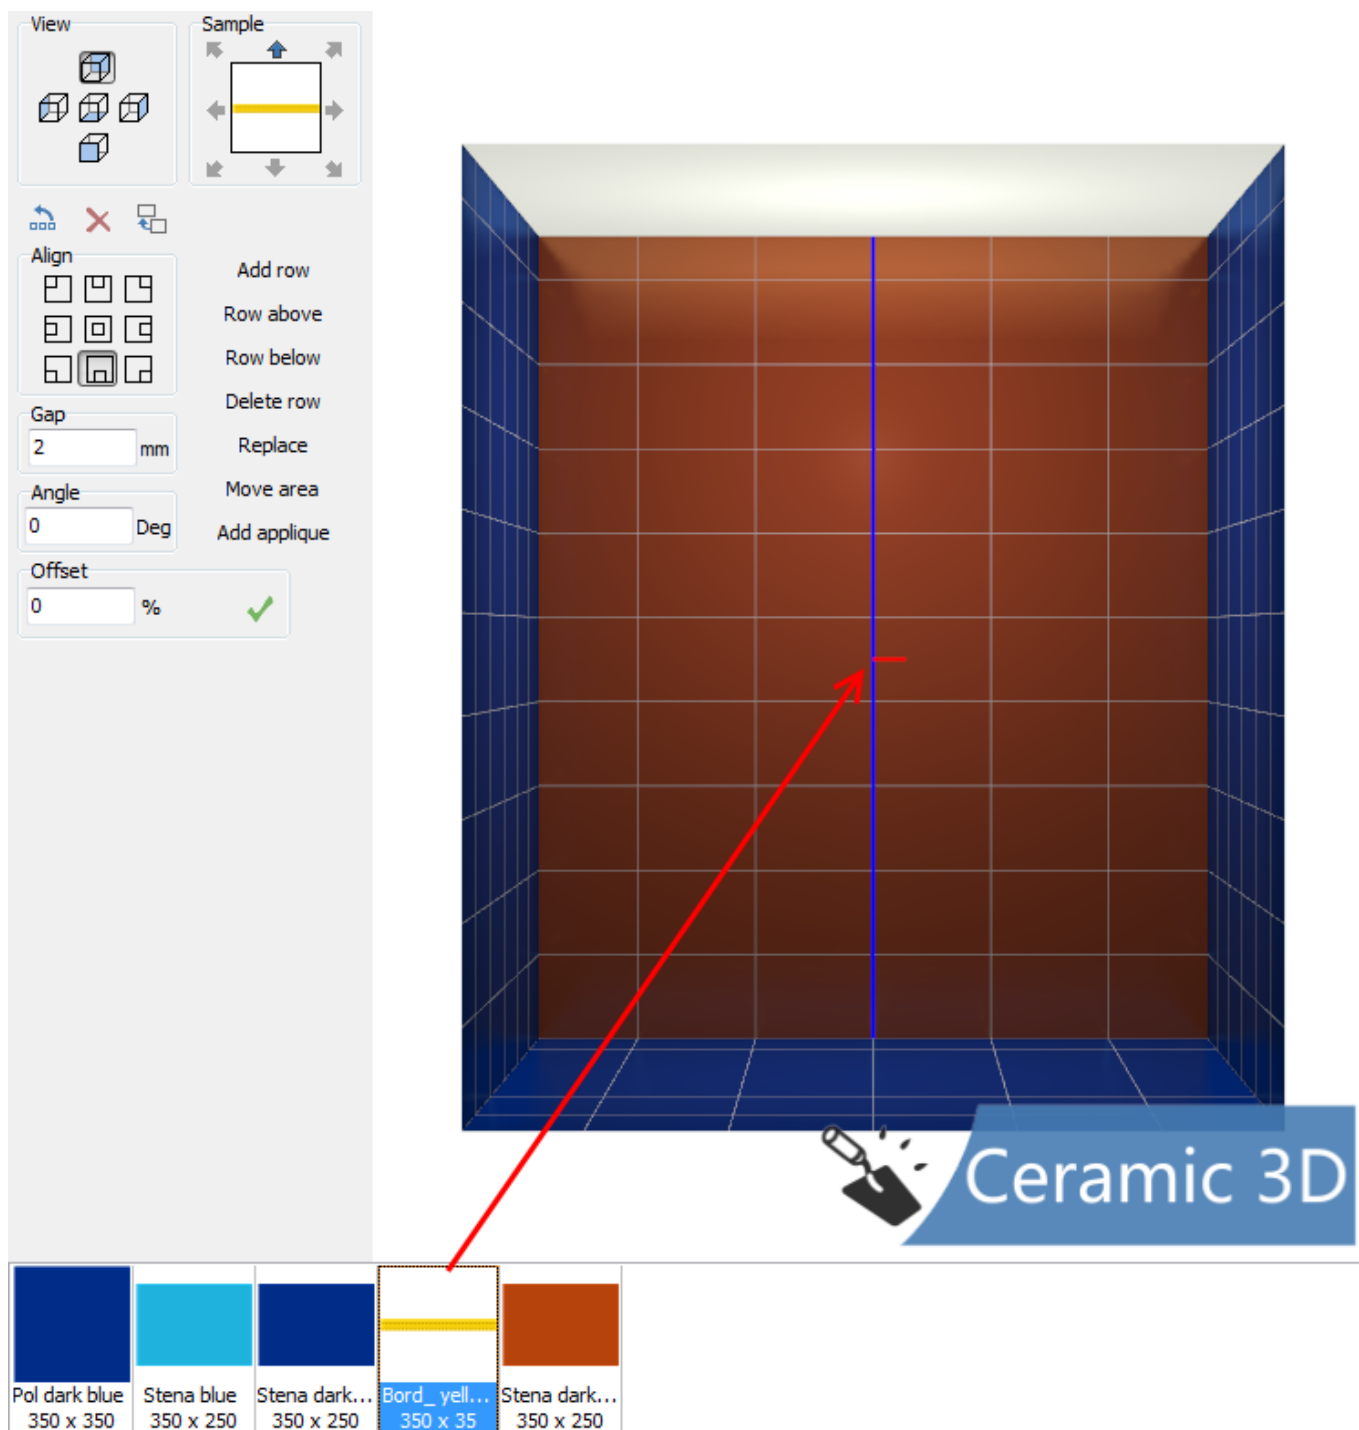 View
Sample
Align
Add row
Row above
Row below
Delete row
Gap
2 mm
Replace
Angle
Move area
0 Deg
Add applique
Offset
0 %
Ceramic 3D
Pol dark blue
350 x 350
Stena blue
350 x 250
Stena dark...
350 x 250
Bord_ yell...
350 x 35
Stena dark...
350 x 250